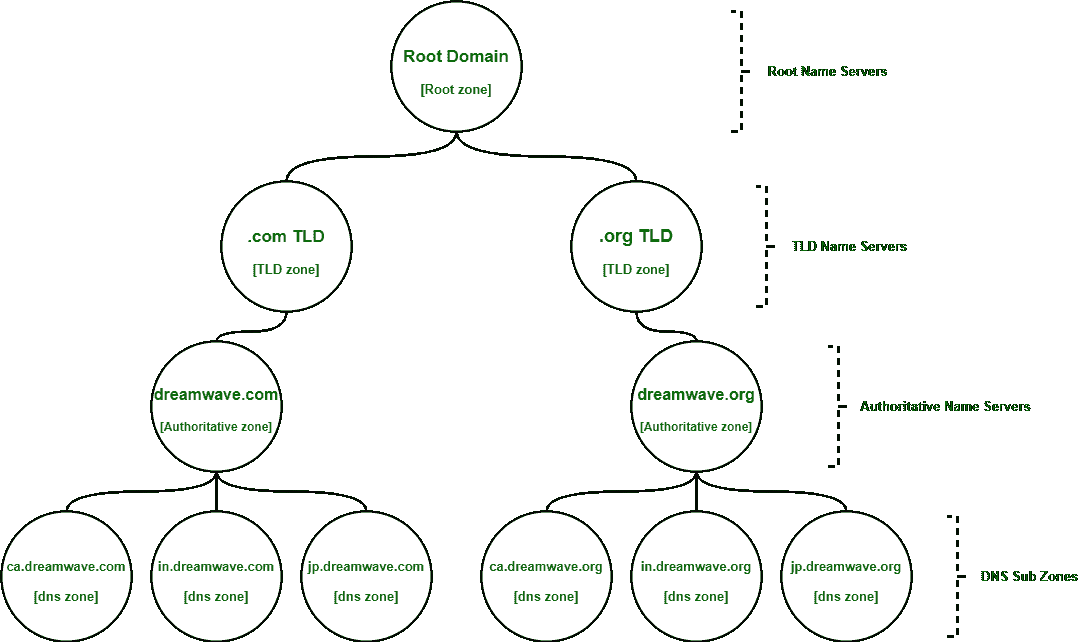 Root Domain
[Root zone]
Root Name Servers
.com TLD
[TLD zone]
.org TLD
[TLD zone]
TLD Name Servers
dreamwave.com
[Authoritative zone]
dreamwave.org
[Authoritative zone]
Authoritative Name Servers
ca.dreamwave.com
[dns zone]
in.dreamwave.com
[dns zone]
jp.dreamwave.com
[dns zone]
ca.dreamwave.org
[dns zone]
in.dreamwave.org
[dns zone]
jp.dreamwave.org
[dns zone]
DNS Sub Zones